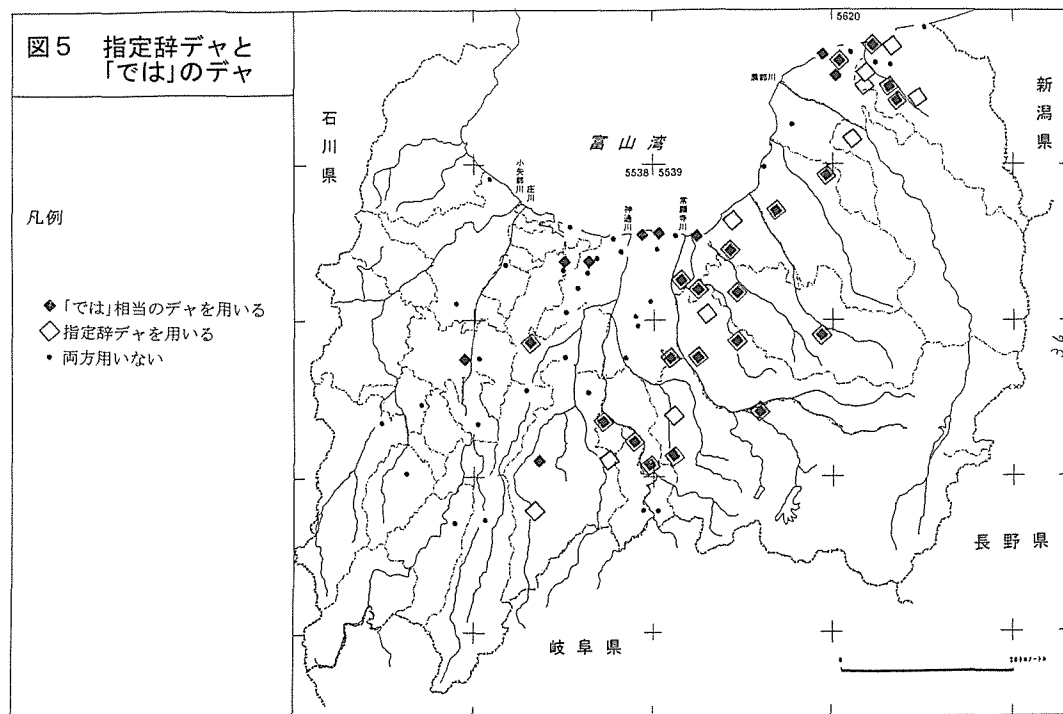 図5 指定辞デャと
「では」のデャ
凡例
「では」相当のデャを用いる
指定辞デャを用いる
両方用いない
5620
黒部川
新潟県
石川県
富山湾
小矢部川
庄川
5538
5539
神通川
常願寺川
長野県
岐阜県
0